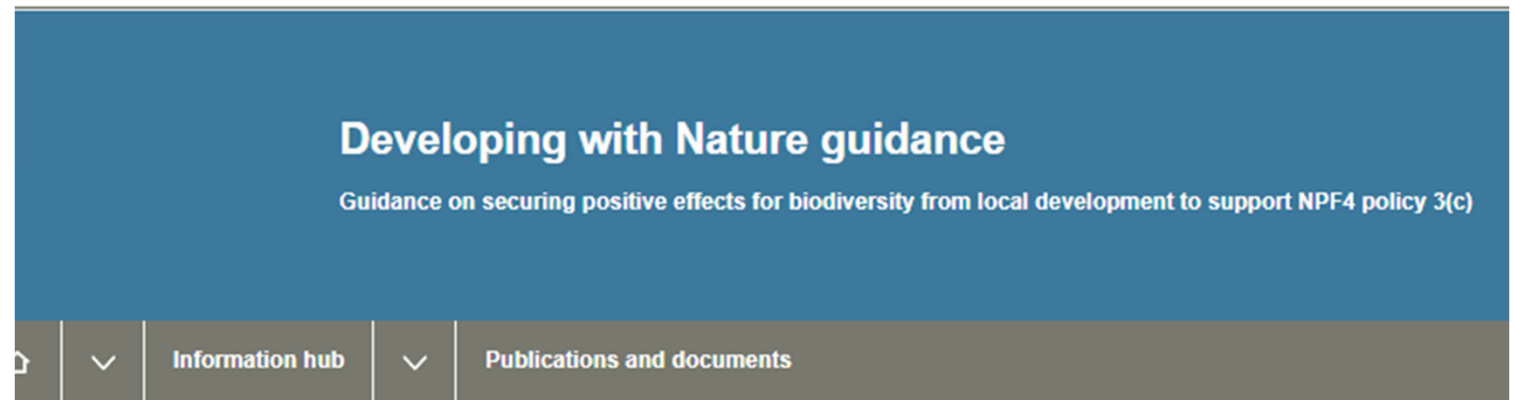 Developing with Nature guidance
Guidance on securing positive effects for biodiversity from local development to support NPF4 policy 3(c)
Information hub
Publications and documents